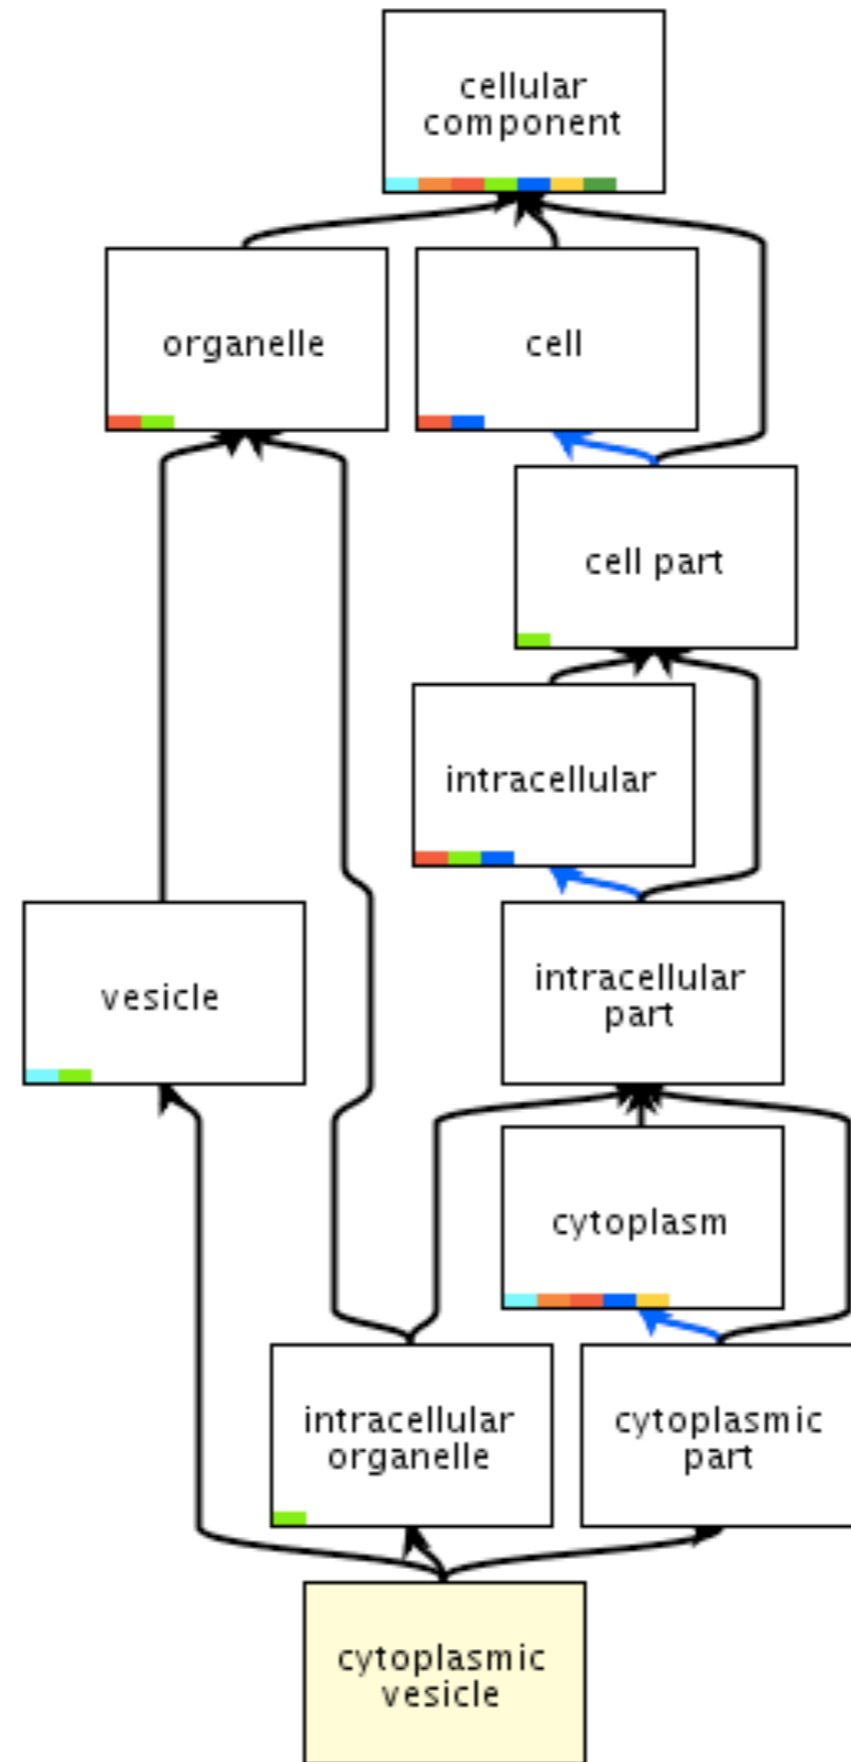 cellular
component
organelle
cell
cell part
intracellular
vesicle
intracellular
part
cytoplasm
intracellular
organelle
cytoplasmic
part
cytoplasmic
vesicle